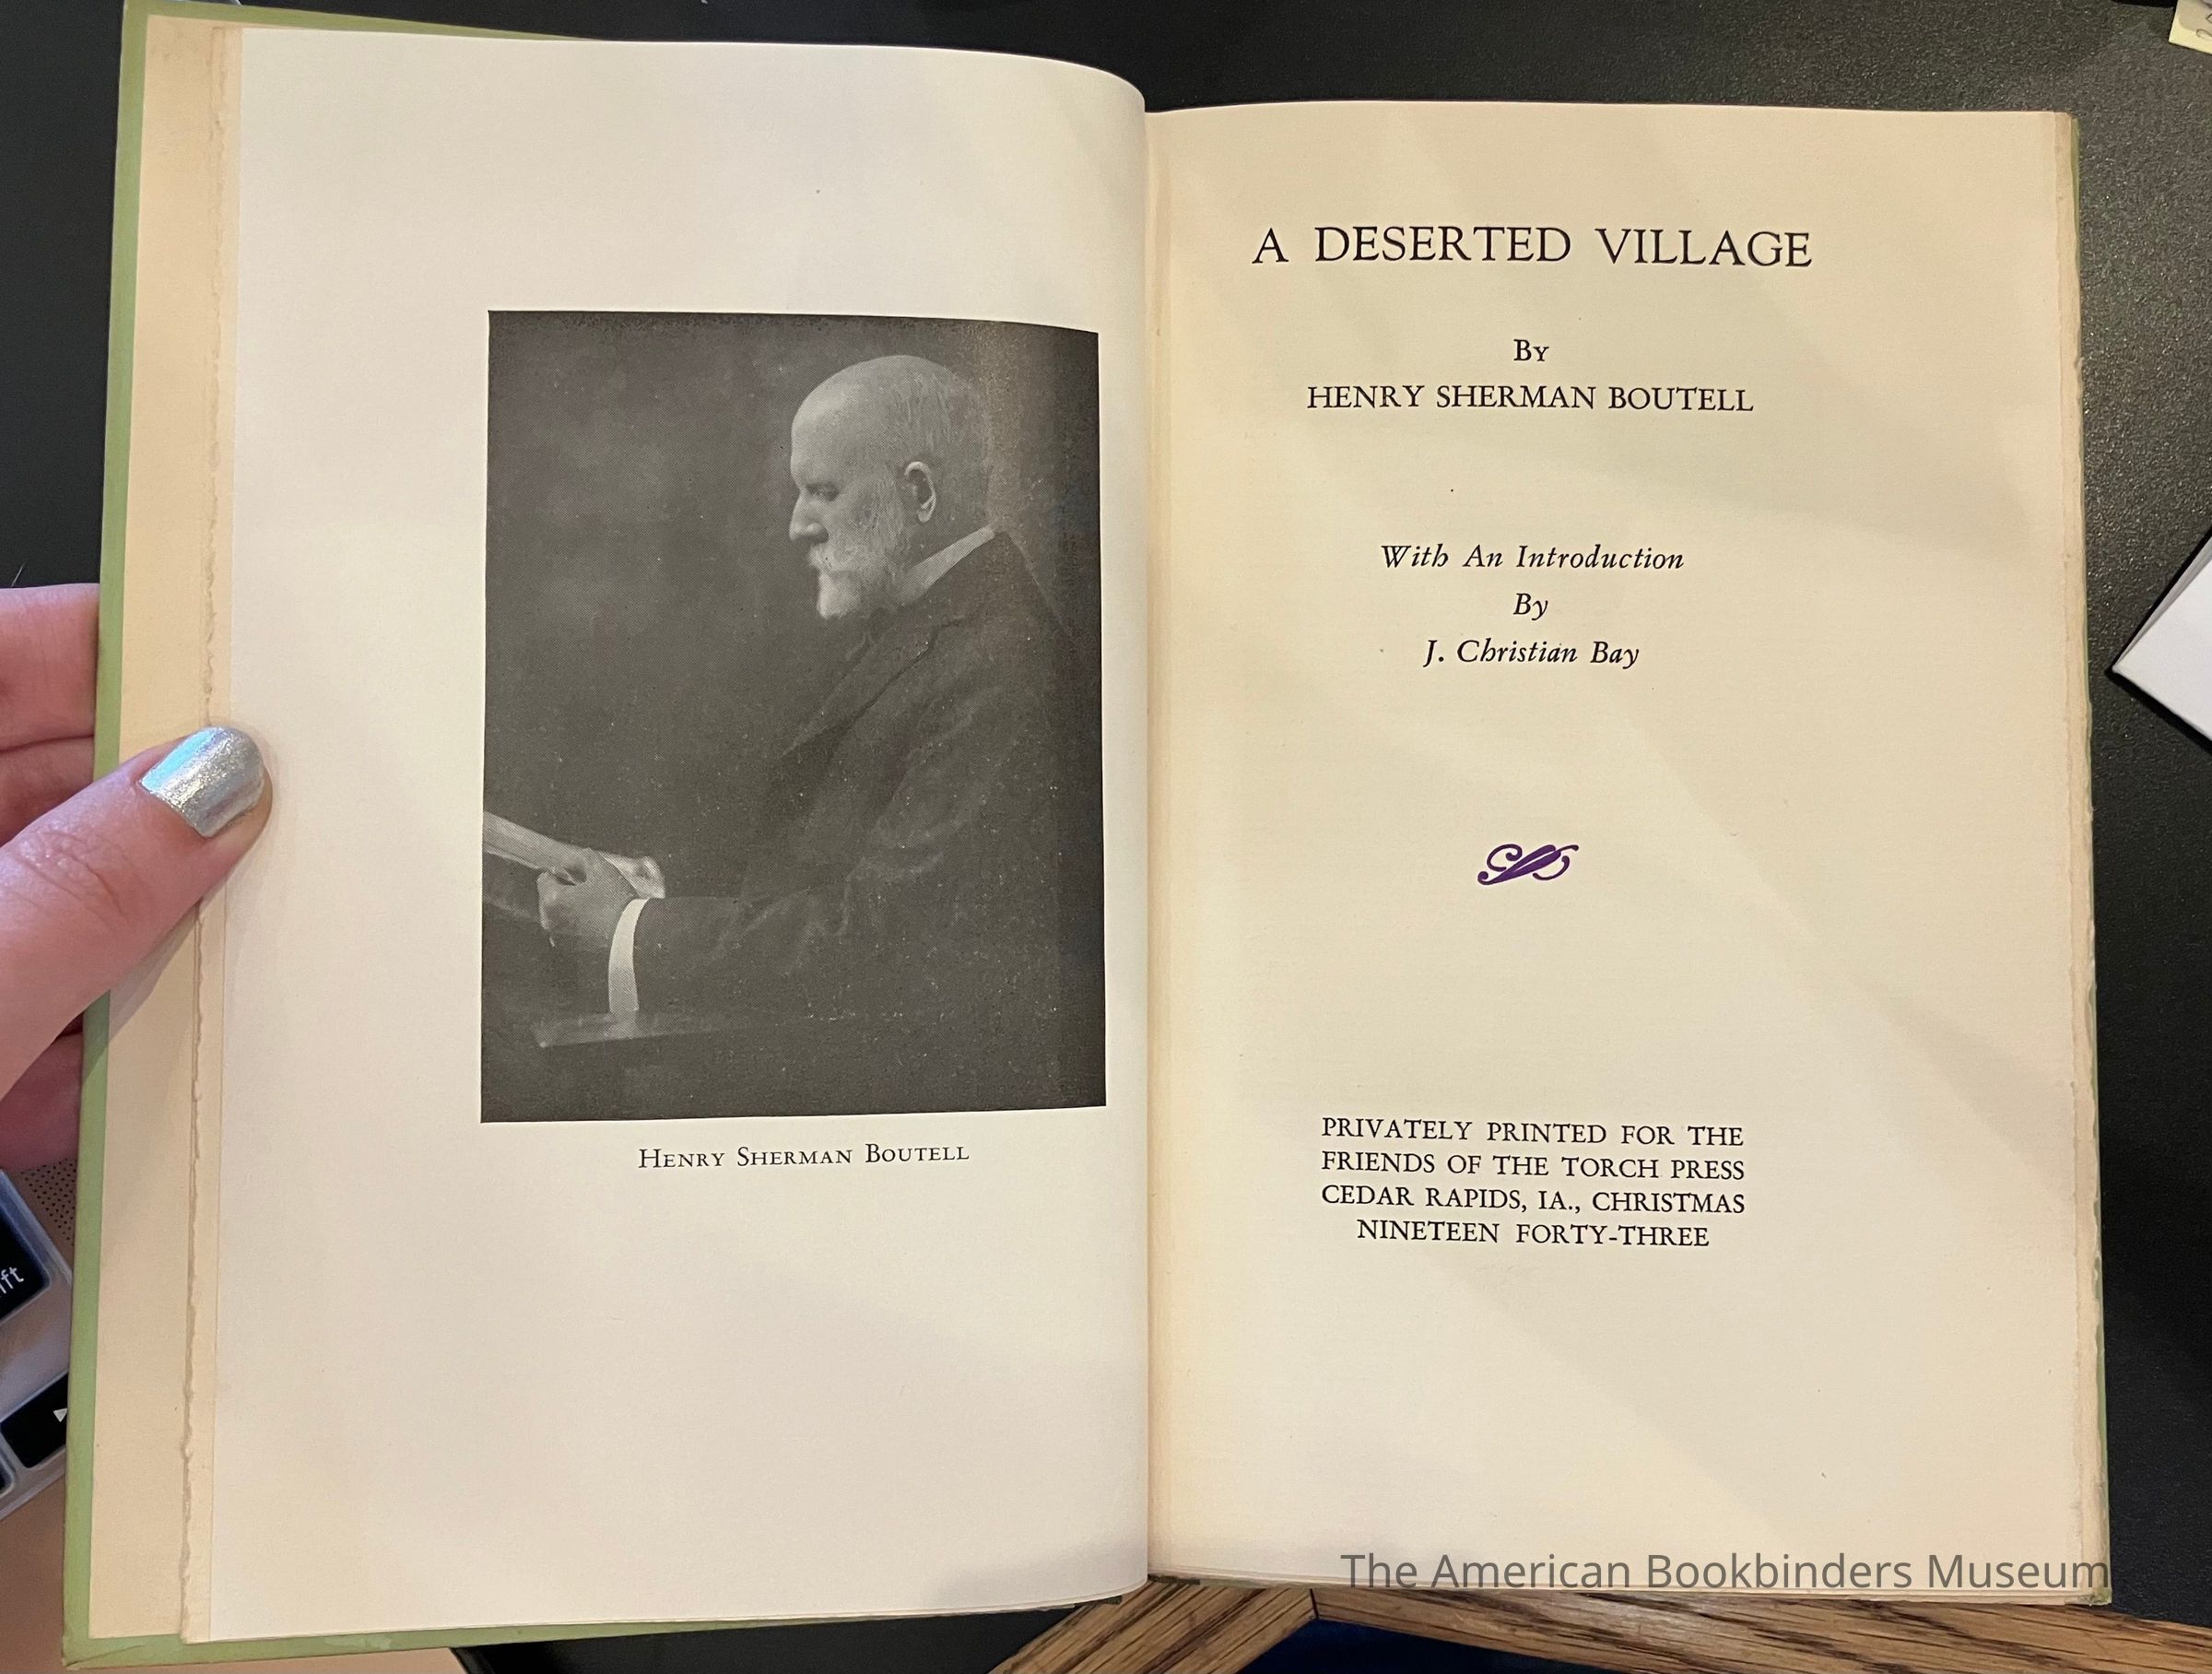 Henry Sherman Boutell
A DESERTED VILLAGE
By
HENRY SHERMAN BOUTELL
With An Introduction
By
J. Christian Bay
PRIVATELY PRINTED FOR THE
FRIENDS OF THE TORCH PRESS
CEDAR RAPIDS, IA., CHRISTMAS
NINETEEN FORTY-THREE
The American Bookbinders Museum